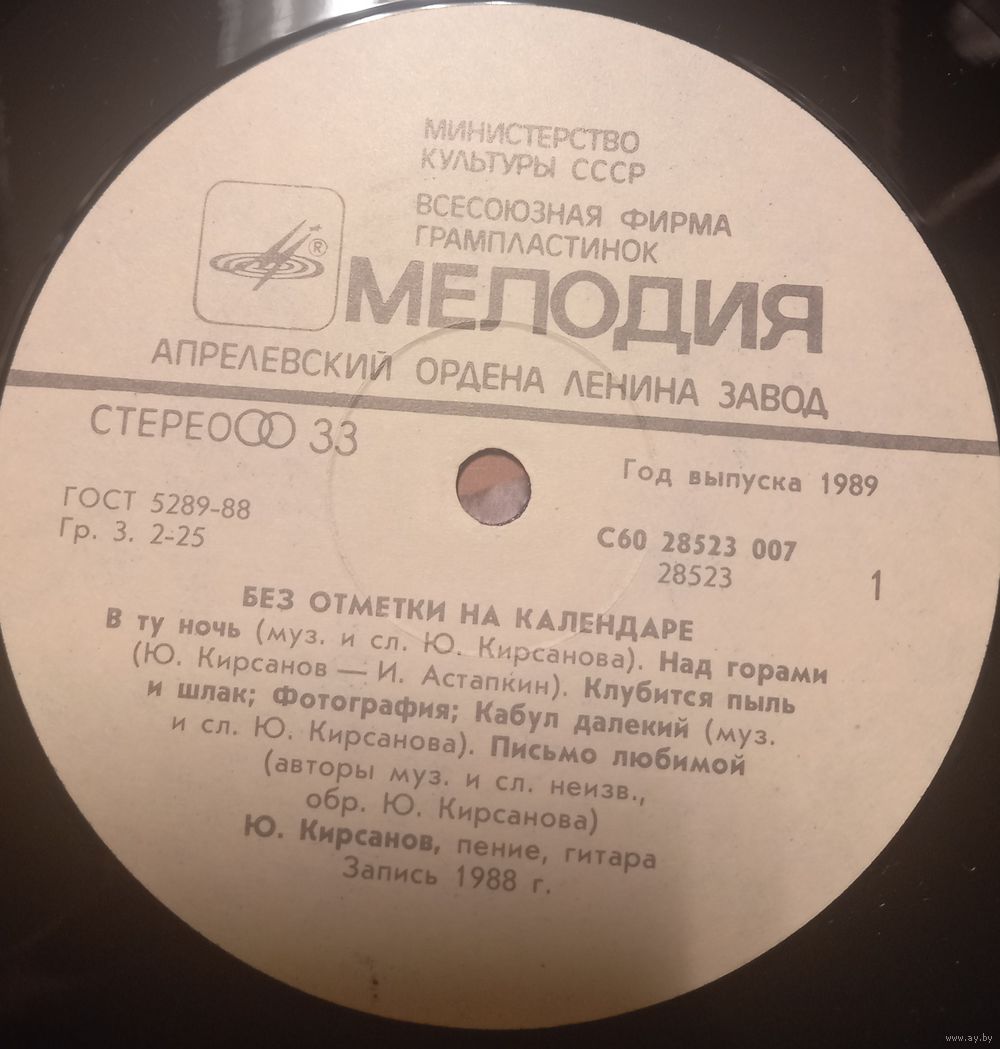 МИНИСТЕРСТВО
КУЛЬТУРЫ СССР
ВСЕСОЮЗНАЯ ФИРМА
ГРАМПЛАСТИНОК
®
МЕЛОДИЯ
АПРЕЛЕВСКИЙ ОРДЕНА ЛЕНИНА ЗАВОД
СТЕРЕО 33
Год выпуска 1989
ГОСТ 5289-88
Гр. 3. 2-25
С60 28523 007
28523
1
БЕЗ ОТМЕТКИ НА КАЛЕНДАРЕ
В ту ночь (муз. и сл. Ю. Кирсанова). Над горами
(Ю. Кирсанов — И. Астапкин). Клубится пыль
и шлак; Фотография; Кабул далекий (муз.
и сл. Ю. Кирсанова). Письмо любимой
(авторы муз. и сл. неизв.,
обр. Ю. Кирсанова)
Ю. Кирсанов, пение, гитара
Запись 1988 г.
www.ay.by